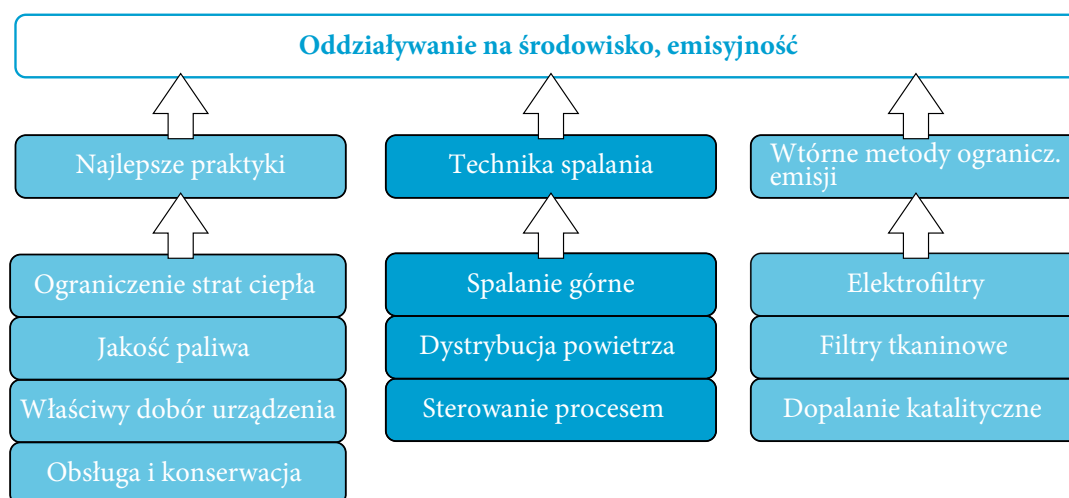 Oddziaływanie na środowisko, emisyjność
Najlepsze praktyki
Technika spalania
Wtórne metody ogranicz.
emisji
Ograniczenie strat ciepła
Jakość paliwa
Właściwy dobór urządzenia
Obsługa i konserwacja
Spalanie górne
Dystrybucja powietrza
Sterowanie procesem
Elektrofiltry
Filtry tkaninowe
Dopalanie katalityczne